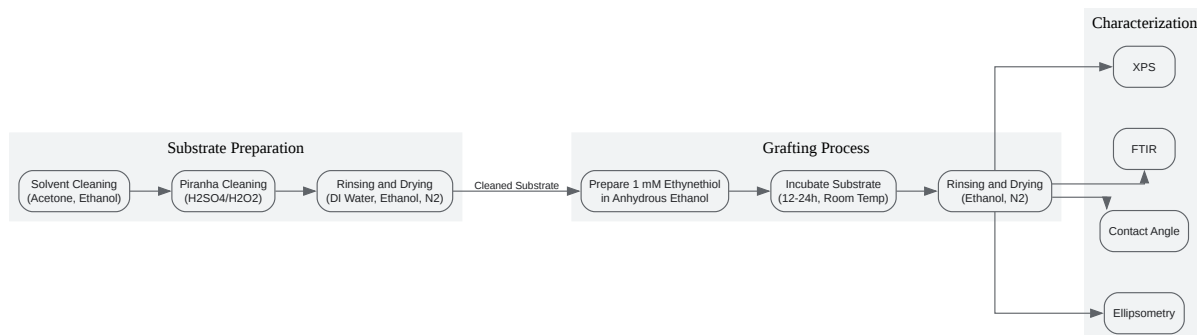 Substrate Preparation
Solvent Cleaning
(Acetone, Ethanol)
Piranha Cleaning
(H2SO4/H2O2)
Rinsing and Drying
(DI Water, Ethanol, N2)
Cleaned Substrate
Grafting Process
Prepare 1 mM Ethynethiol
in Anhydrous Ethanol
Incubate Substrate
(12-24h, Room Temp)
Rinsing and Drying
(Ethanol, N2)
Characterization
XPS
FTIR
Contact Angle
Ellipsometry